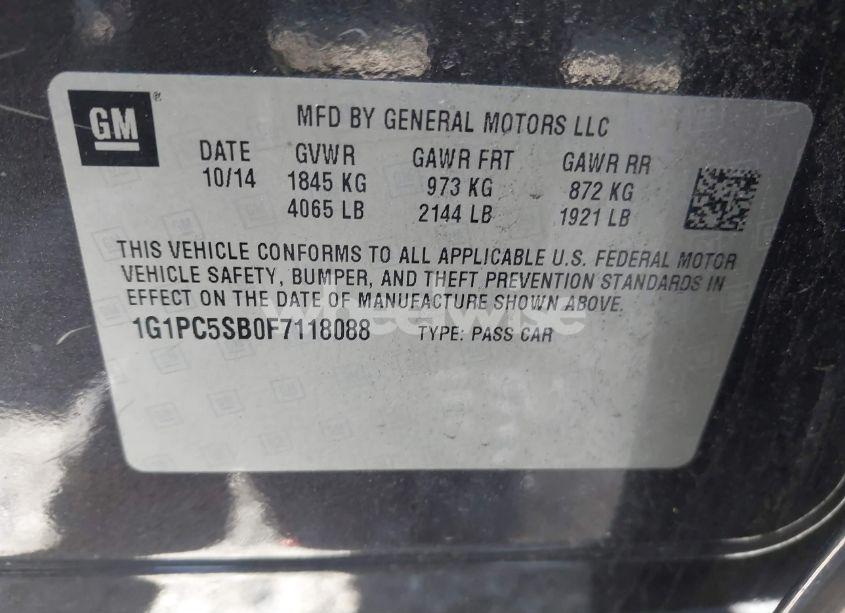 GM®
MFD BY GENERAL MOTORS LLC
DATE GVWR GAWR FRT GAWR RR
10/14 1845 KG 973 KG 872 KG
4065 LB 2144 LB 1921 LB
THIS VEHICLE CONFORMS TO ALL APPLICABLE U.S. FEDERAL MOTOR
VEHICLE SAFETY, BUMPER, AND THEFT PREVENTION STANDARDS IN
EFFECT ON THE DATE OF MANUFACTURE SHOWN ABOVE.
wheelwise
1G1PC5SB0F7118088 TYPE: PASS CAR